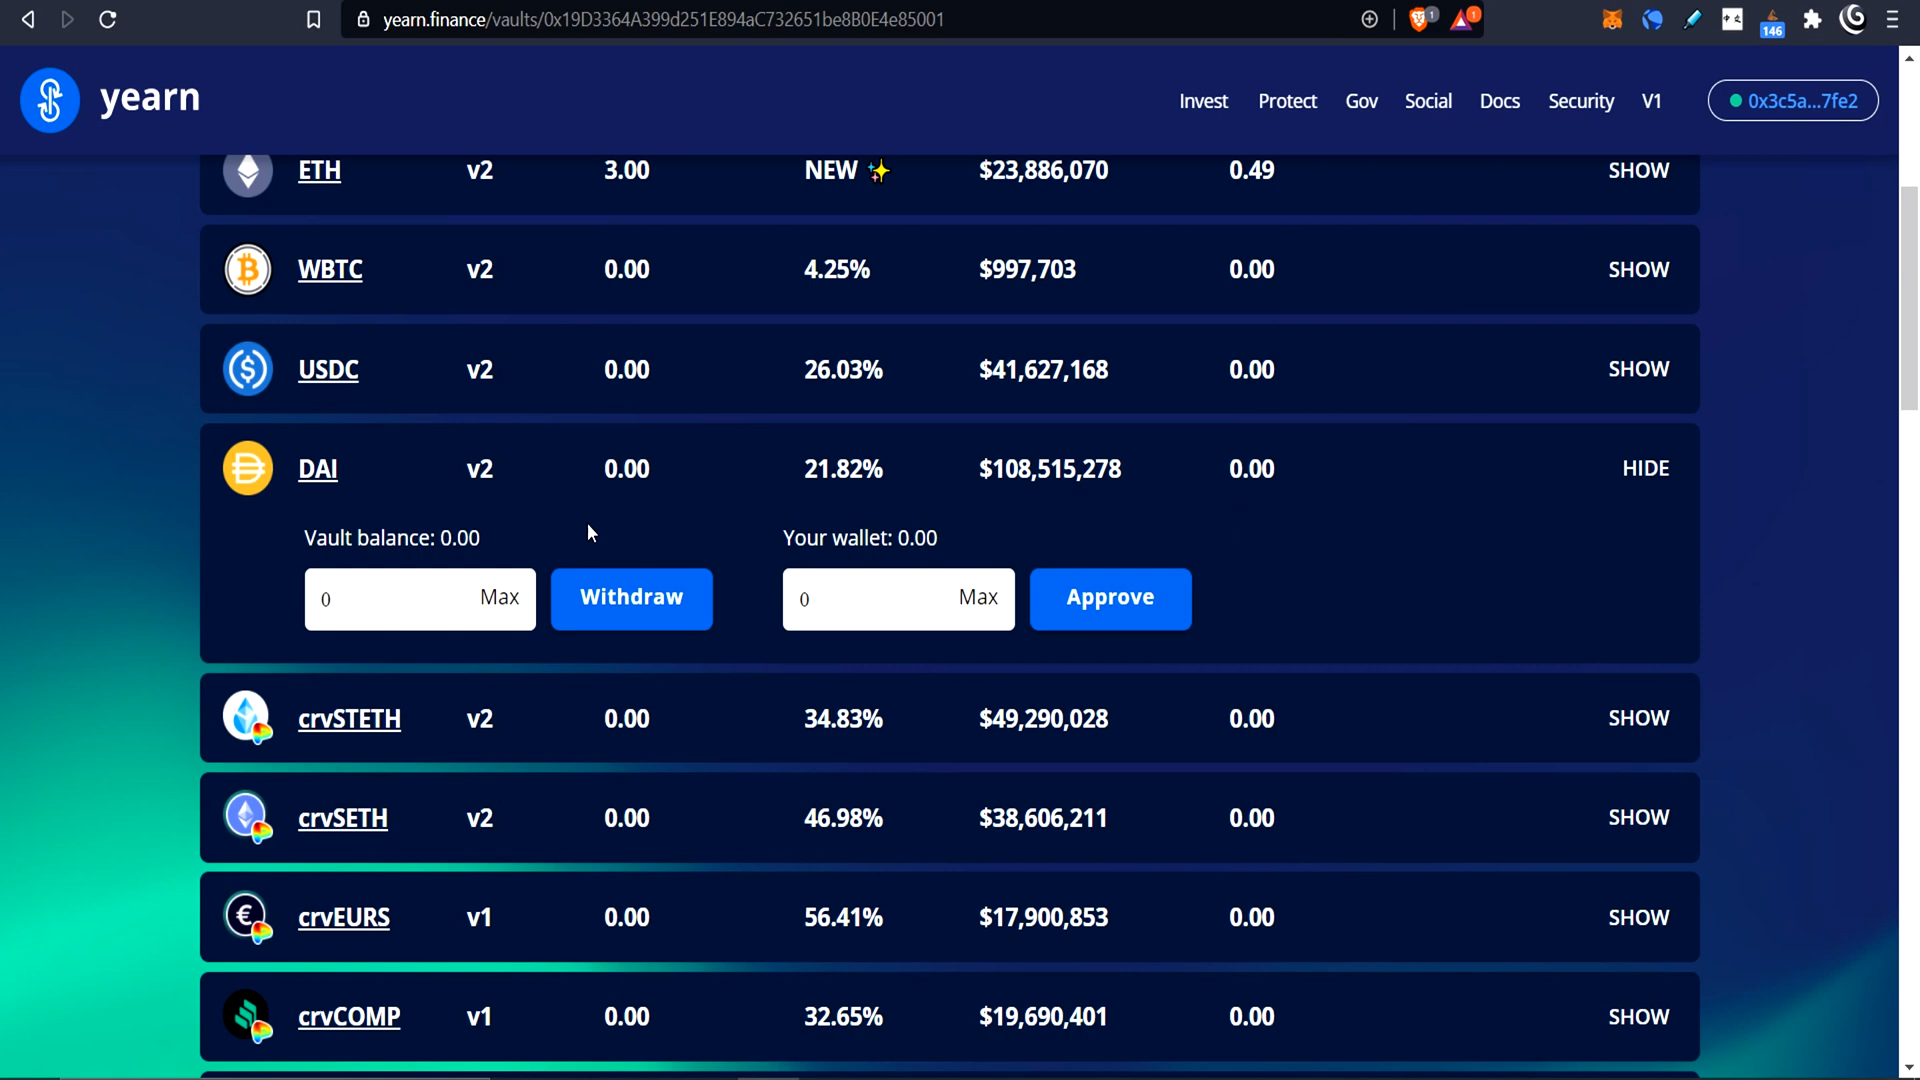 yearn.finance/vaults/0x19D3364A399d251E894aC732651be8B0E4e85001
1
1
中文
146
yearn
Invest
Protect
Gov
Social
Docs
Security
V1
0x3c5a...7fe2
ETH v2 3.00 NEW ✨ $23,886,070 0.49 SHOW
WBTC v2 0.00 4.25% $997,703 0.00 SHOW
USDC v2 0.00 26.03% $41,627,168 0.00 SHOW
DAI v2 0.00 21.82% $108,515,278 0.00 HIDE
Vault balance: 0.00 Your wallet: 0.00
0 Max Withdraw 0 Max Approve
crvSTETH v2 0.00 34.83% $49,290,028 0.00 SHOW
crvSETH v2 0.00 46.98% $38,606,211 0.00 SHOW
crvEURS v1 0.00 56.41% $17,900,853 0.00 SHOW
crvCOMP v1 0.00 32.65% $19,690,401 0.00 SHOW